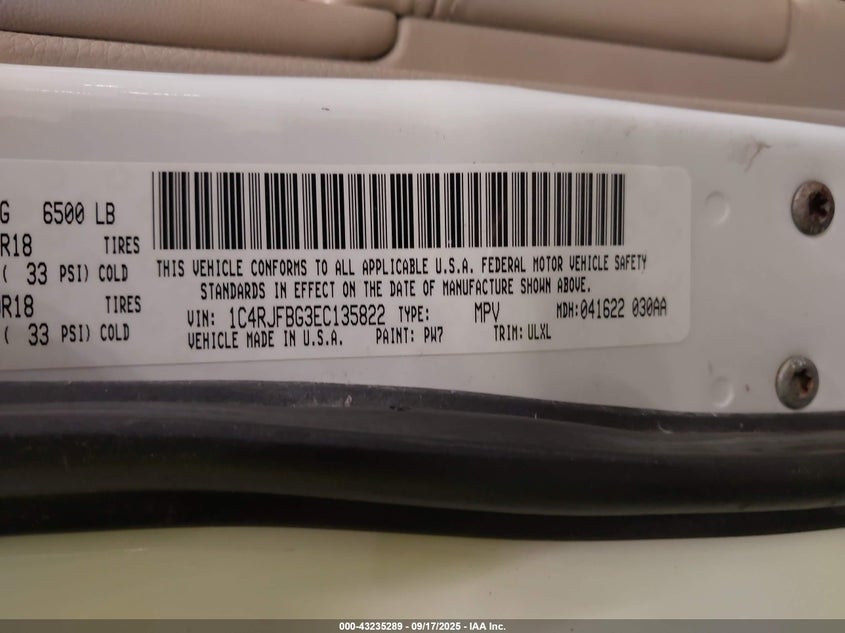 G 6500 LB
R18 TIRES
( 33 PSI) COLD
R18 TIRES
( 33 PSI) COLD
THIS VEHICLE CONFORMS TO ALL APPLICABLE U.S.A. FEDERAL MOTOR VEHICLE SAFETY
STANDARDS IN EFFECT ON THE DATE OF MANUFACTURE SHOWN ABOVE.
VIN: 1C4RJFBG3EC135822 TYPE: MPV MDH:041622 030AA
VEHICLE MADE IN U.S.A. PAINT: PW7 TRIM: ULXL
000-43235289 - 09/17/2025 - IAA Inc.